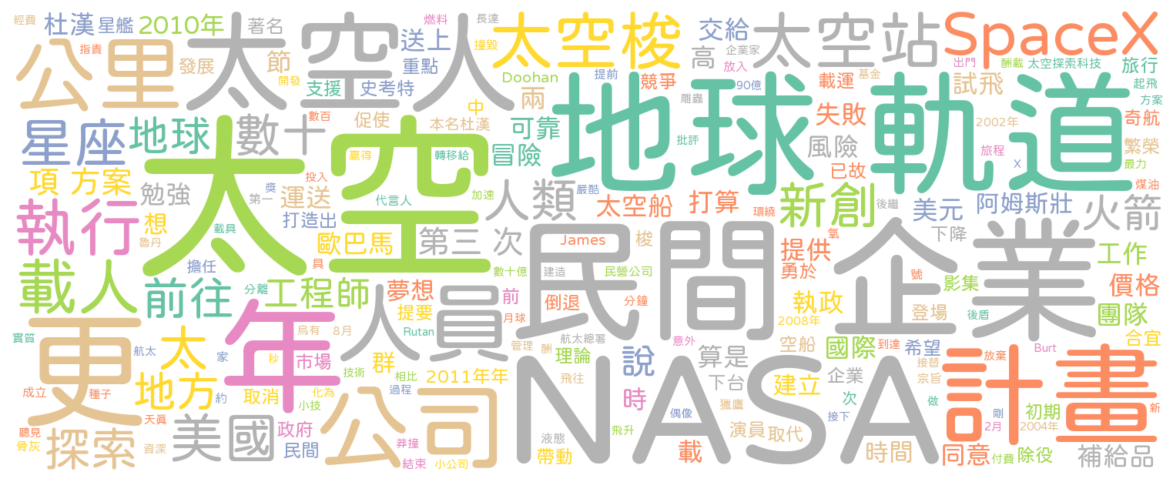 經費
杜漢
星艦
2010年
著名
燃料
長達
太空梭
交給
太空站
SpaceX
公里
太空人
指責
發展
節
送上
重點
撞毀
高
企業家
放入
載運
出門
酬載
太空探索科技
旅行
開發
支援
史考特
Doohan
提前
競爭
90億
基金
試飛
起飛
方案
星座
地球
數十
數百
促使
中
本名杜漢
兩
可靠
雕蟲
地球軌道
失敗
2002年
奇航
太空
贏得
轉移給
冒險
批評
風險
旅程
X
繁榮
最力
項
方案
勉強
第一
獎
投入
運送
代言人
加速
嚴酷
人類
太空船
打算
環繞
已故
新創
後繼
美元
阿姆斯壯
煤油
火箭
執行
想
魯丹
打造出
載具
歐巴馬
第三
次
James
梭
民間企業
氦
提供
下降
工作
載人
擔任
前往
分離
工程師
具
夢想
數十億
建造
民營公司
勇於
號
影集
後盾
價格
更
年
人員
前
倒退
分鐘
月球
執政
登場
團隊
實質
航太
太
烏有
8月
提要
Rutan
航太總署
意外
2008年
合宜
家
秒
市場
群
管理
酬
理論
說
算是
空船
國際
到達
希望
放棄
Burt
接替
地方
技術
相比
飛往
下台
建立
企業
宗旨
計畫
成立
種子
約
取消
化為
過程
2011年年
公司
NASA
時
偶像
獵鷹
次
接下
做
剛
初期
新
美國
天真
小技
政府
飛升
演員
取代
2月
2004年
聽見
探索
資深
民間
莽撞
液態
載
時間
同意
付費
除役
補給品
骨灰
結束
小公司
帶動